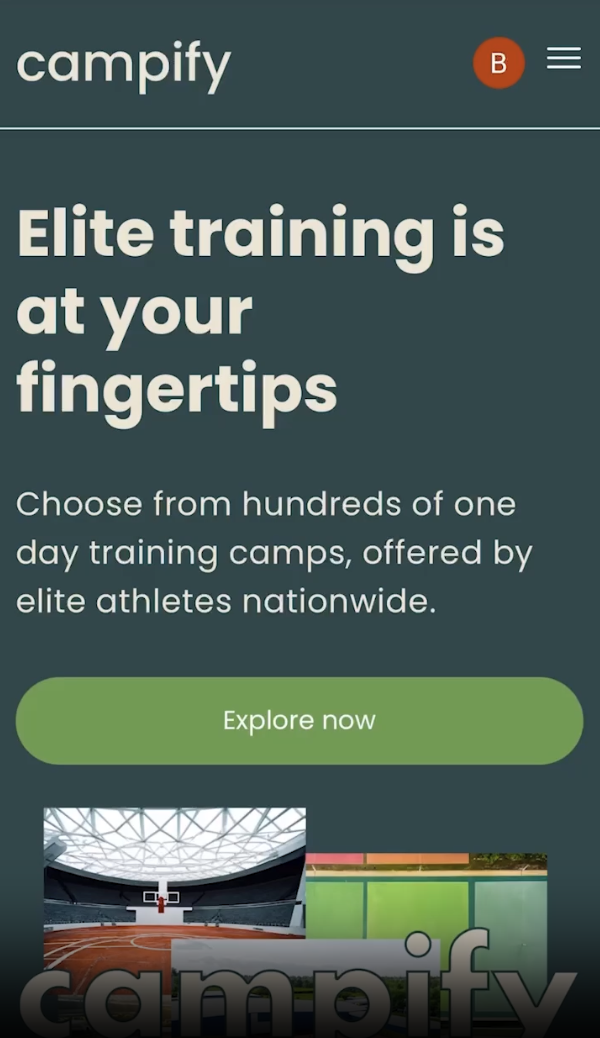 campify
B
Elite training is
at your
fingertips
Choose from hundreds of one
day training camps, offered by
elite athletes nationwide.
Explore now
campify